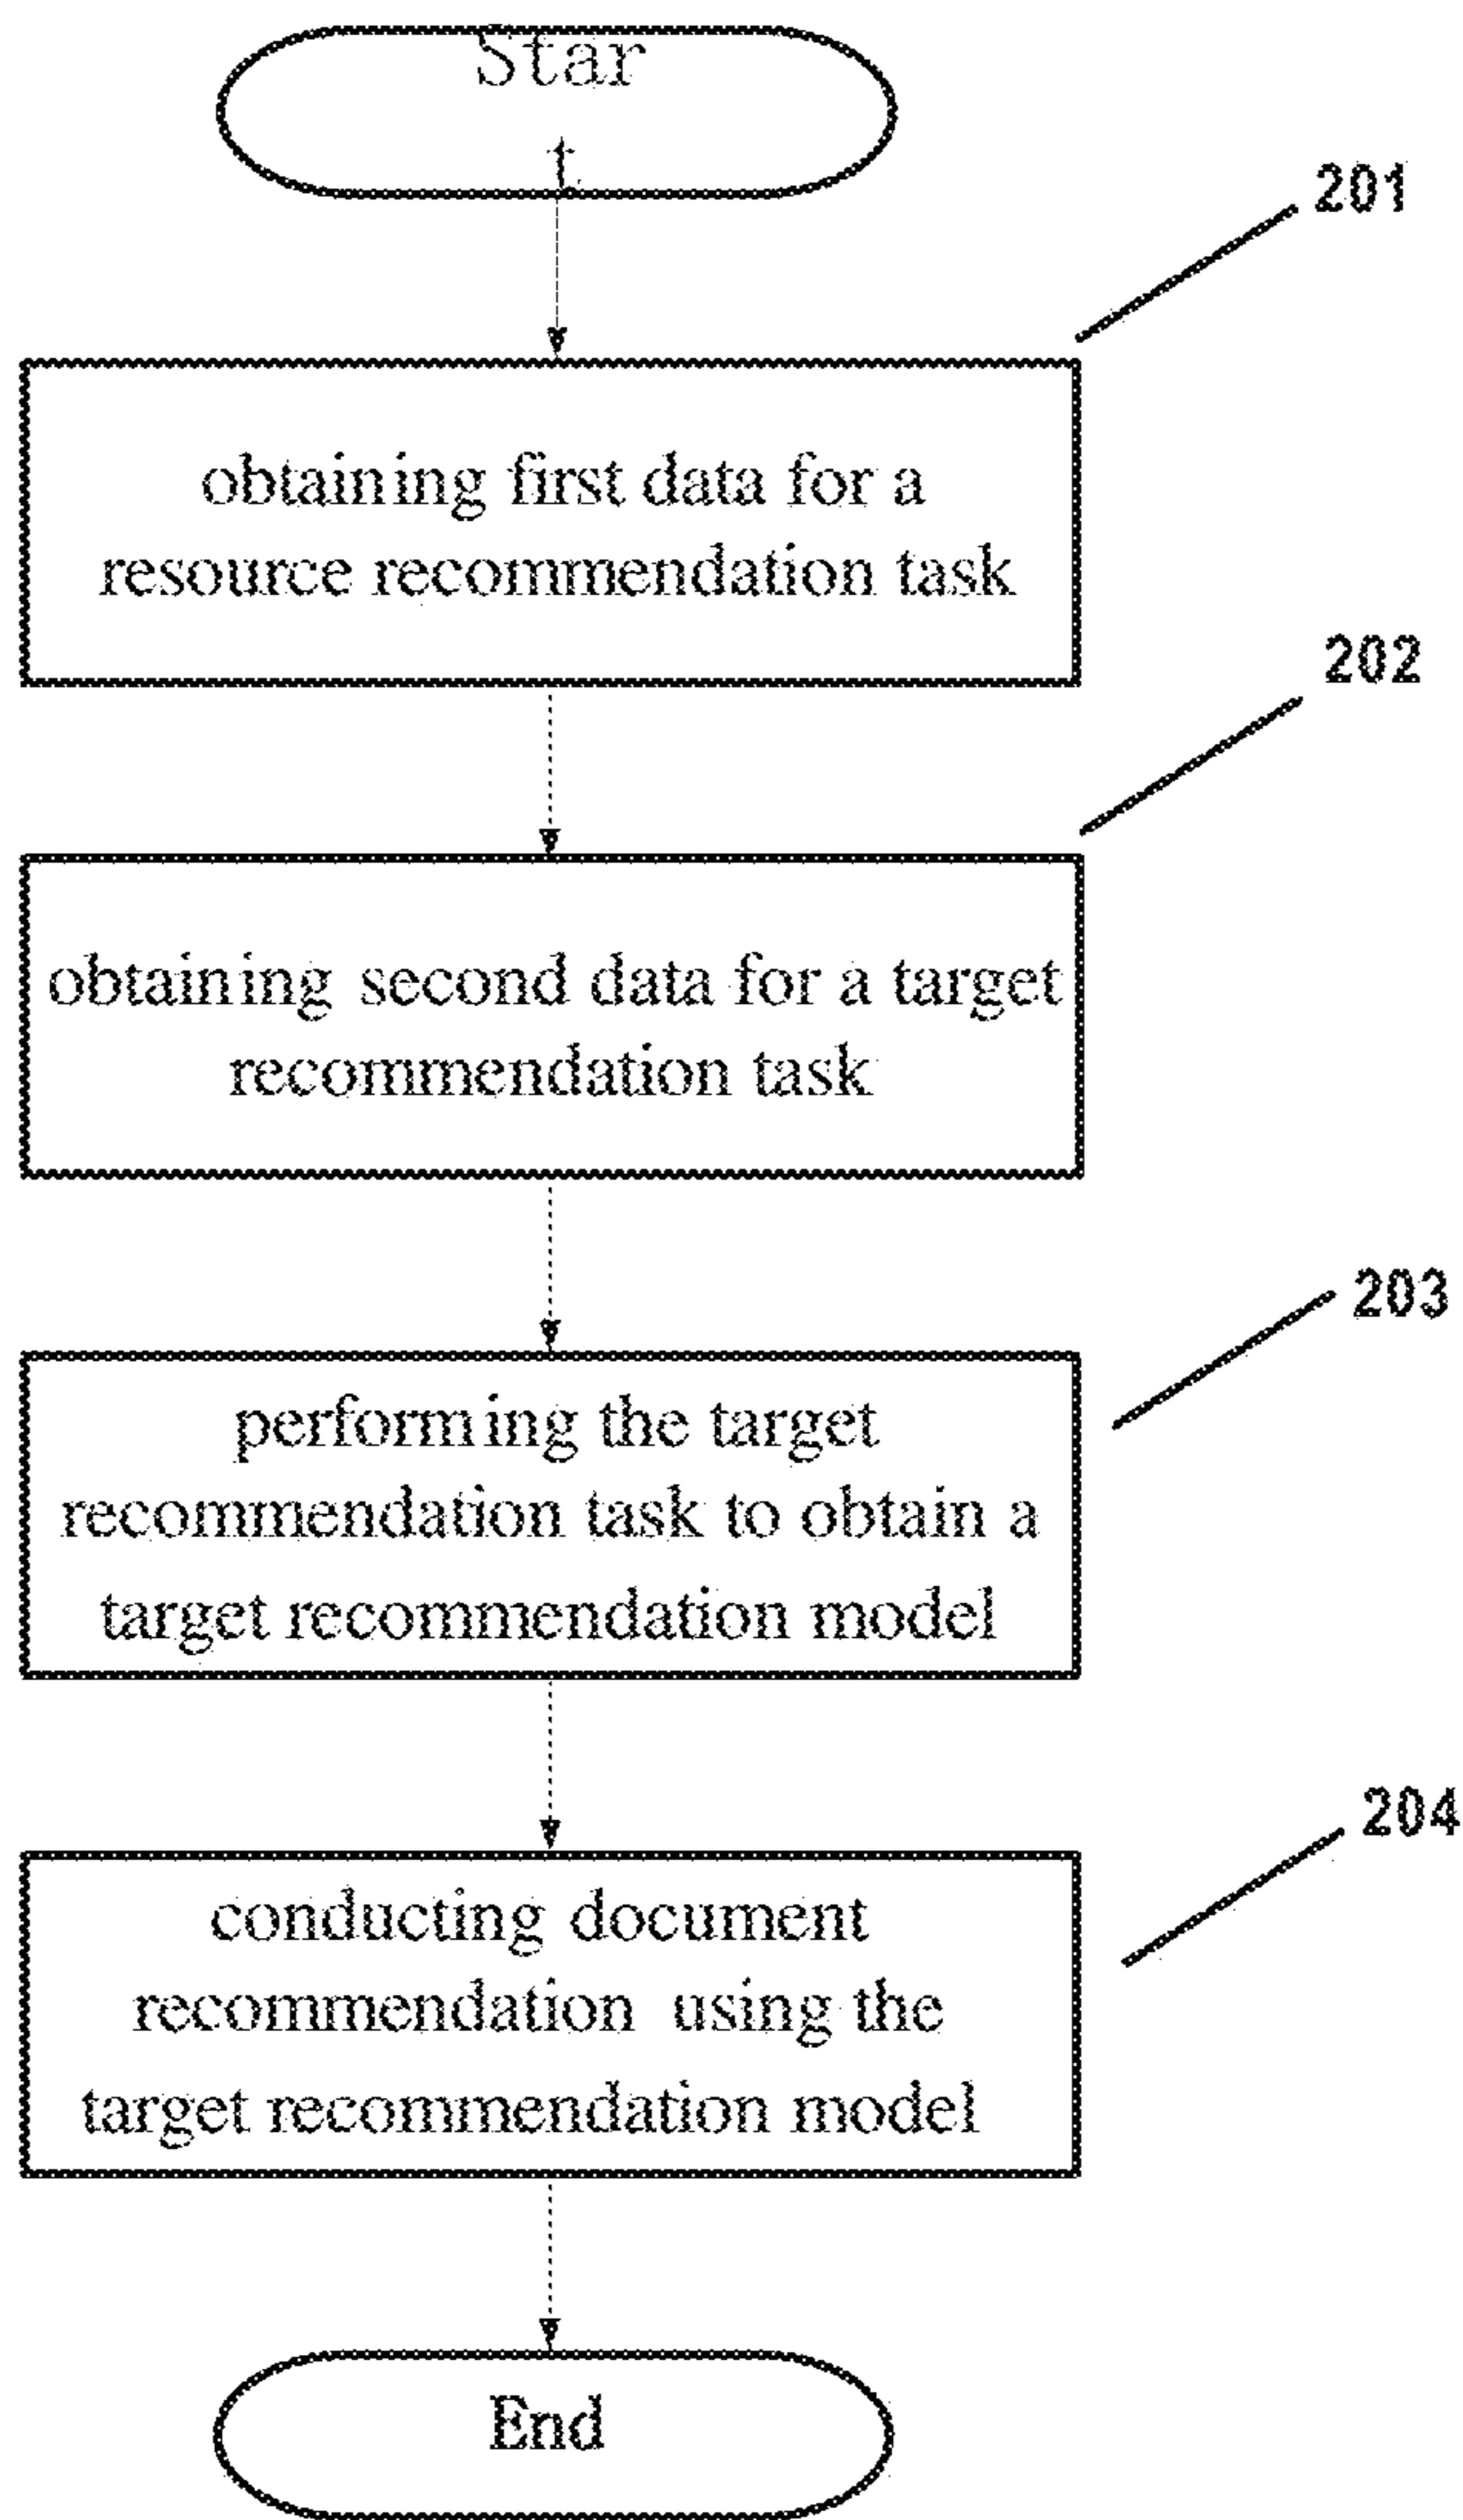 Star
t
201
obtaining first data for a
resource recommendation task
202
obtaining second data for a target
recommendation task
203
performing the target
recommendation task to obtain a
target recommendation model
204
conducting document
recommendation using the
target recommendation model
End